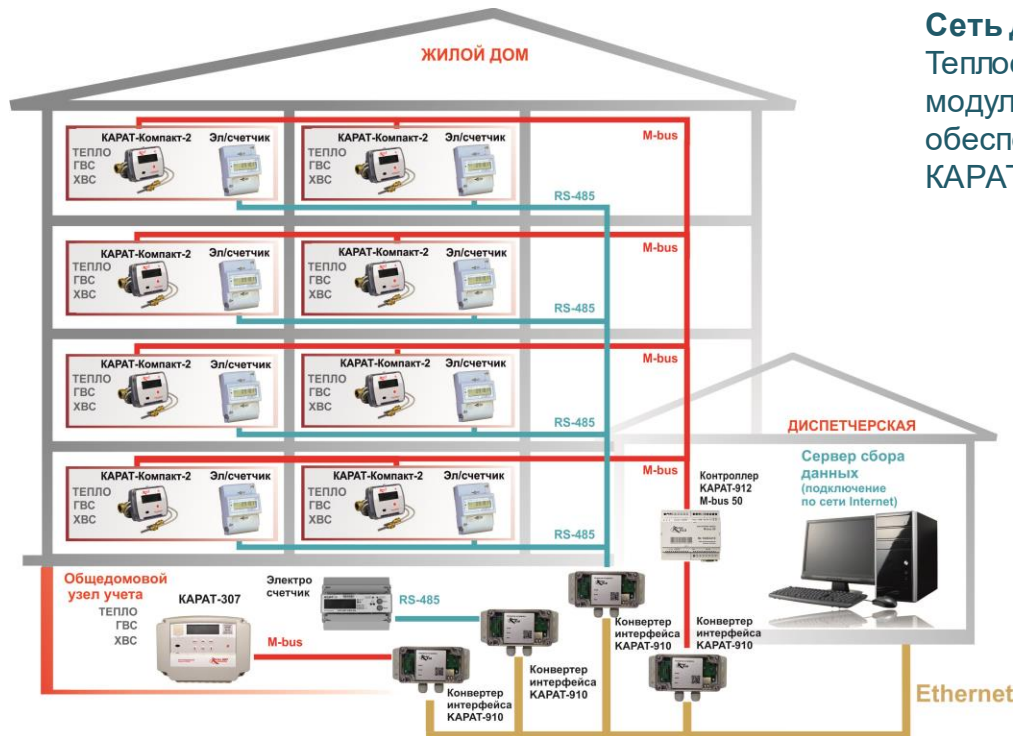 Сеть
Теплос
модул
обеспе
КАРАТ
ЖИЛОЙ ДОМ
КАРАТ-Компакт-2 Эл/счетчик КАРАТ-Компакт-2 Эл/счетчик M-bus
ТЕПЛО ТЕПЛО
ГВС ГВС
ХВС ХВС
RS-485
КАРАТ-Компакт-2 Эл/счетчик КАРАТ-Компакт-2 Эл/счетчик M-bus
ТЕПЛО ТЕПЛО
ГВС ГВС
ХВС ХВС
RS-485
КАРАТ-Компакт-2 Эл/счетчик КАРАТ-Компакт-2 Эл/счетчик M-bus
ТЕПЛО ТЕПЛО
ГВС ГВС
ХВС ХВС
RS-485
КАРАТ-Компакт-2 Эл/счетчик КАРАТ-Компакт-2 Эл/счетчик M-bus
ТЕПЛО ТЕПЛО
ГВС ГВС
ХВС ХВС
RS-485
Контроллер
КАРАТ-912
M-bus 50
ДИСПЕТЧЕРСКАЯ
Сервер сбора
данных
(подключение
по сети Internet)
Общедомовой
узел учета
ТЕПЛО
ГВС
ХВС
КАРАТ-307
M-bus
Электро
счетчик
RS-485
Конвертер
интерфейса
КАРАТ-910
Конвертер
интерфейса
КАРАТ-910
Конвертер
интерфейса
КАРАТ-910
Конвертер
интерфейса
КАРАТ-910
Ethernet